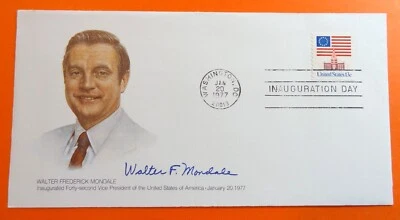 United States 13c
WASHINGTON, DC
JAN
20
1977
INAUGURATION DAY
Walter F. Mondale
WALTER FREDERICK MONDALE
Inaugurated Forty-second Vice President of the United States of America • January 20 1977